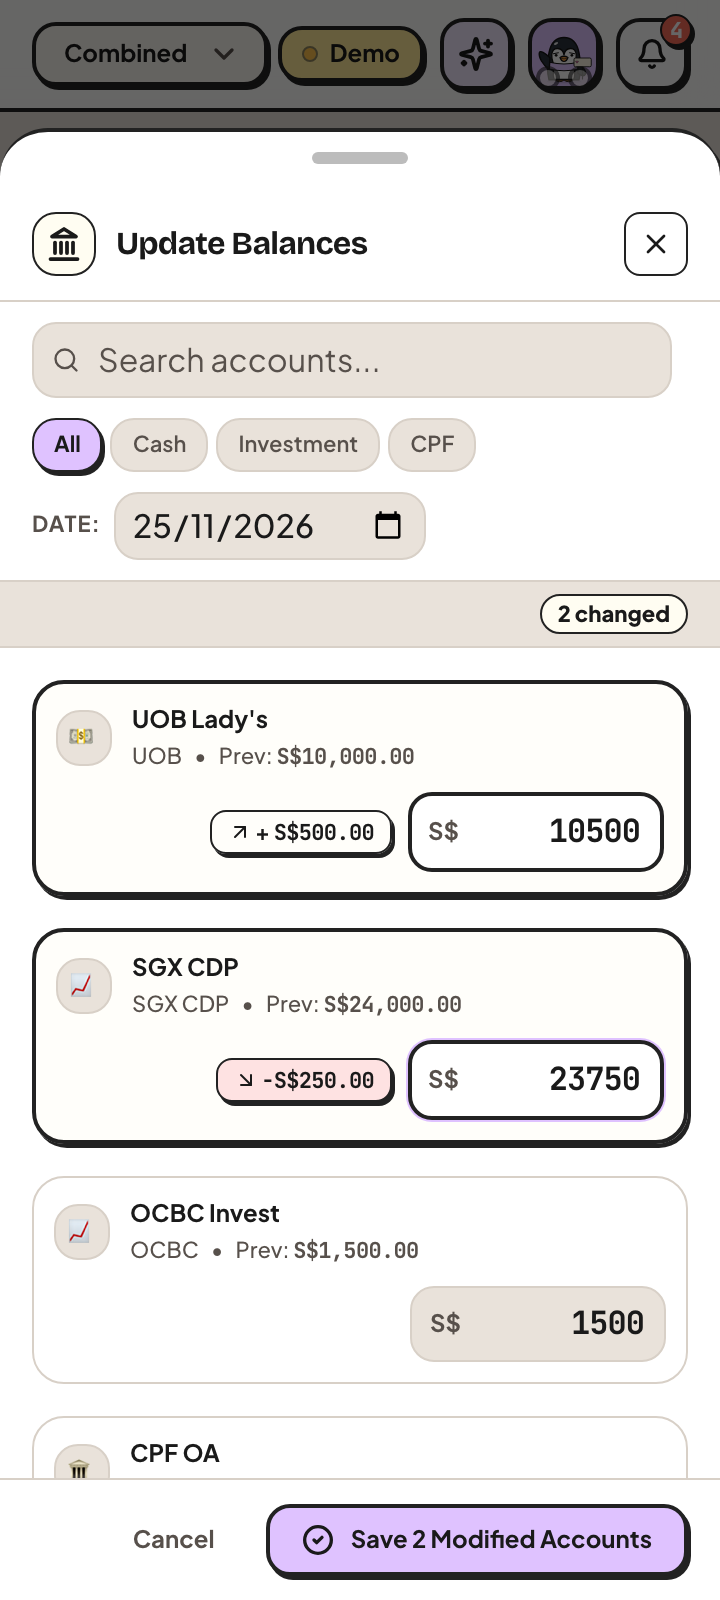 Combined
Demo
4
Update Balances
Search accounts...
All Cash Investment CPF
DATE: 25/11/2026
2 changed
UOB Lady's
UOB • Prev: S$10,000.00
+ S$500.00 S$ 10500
SGX CDP
SGX CDP • Prev: S$24,000.00
-S$250.00 S$ 23750
OCBC Invest
OCBC • Prev: S$1,500.00
S$ 1500
CPF OA
Cancel Save 2 Modified Accounts